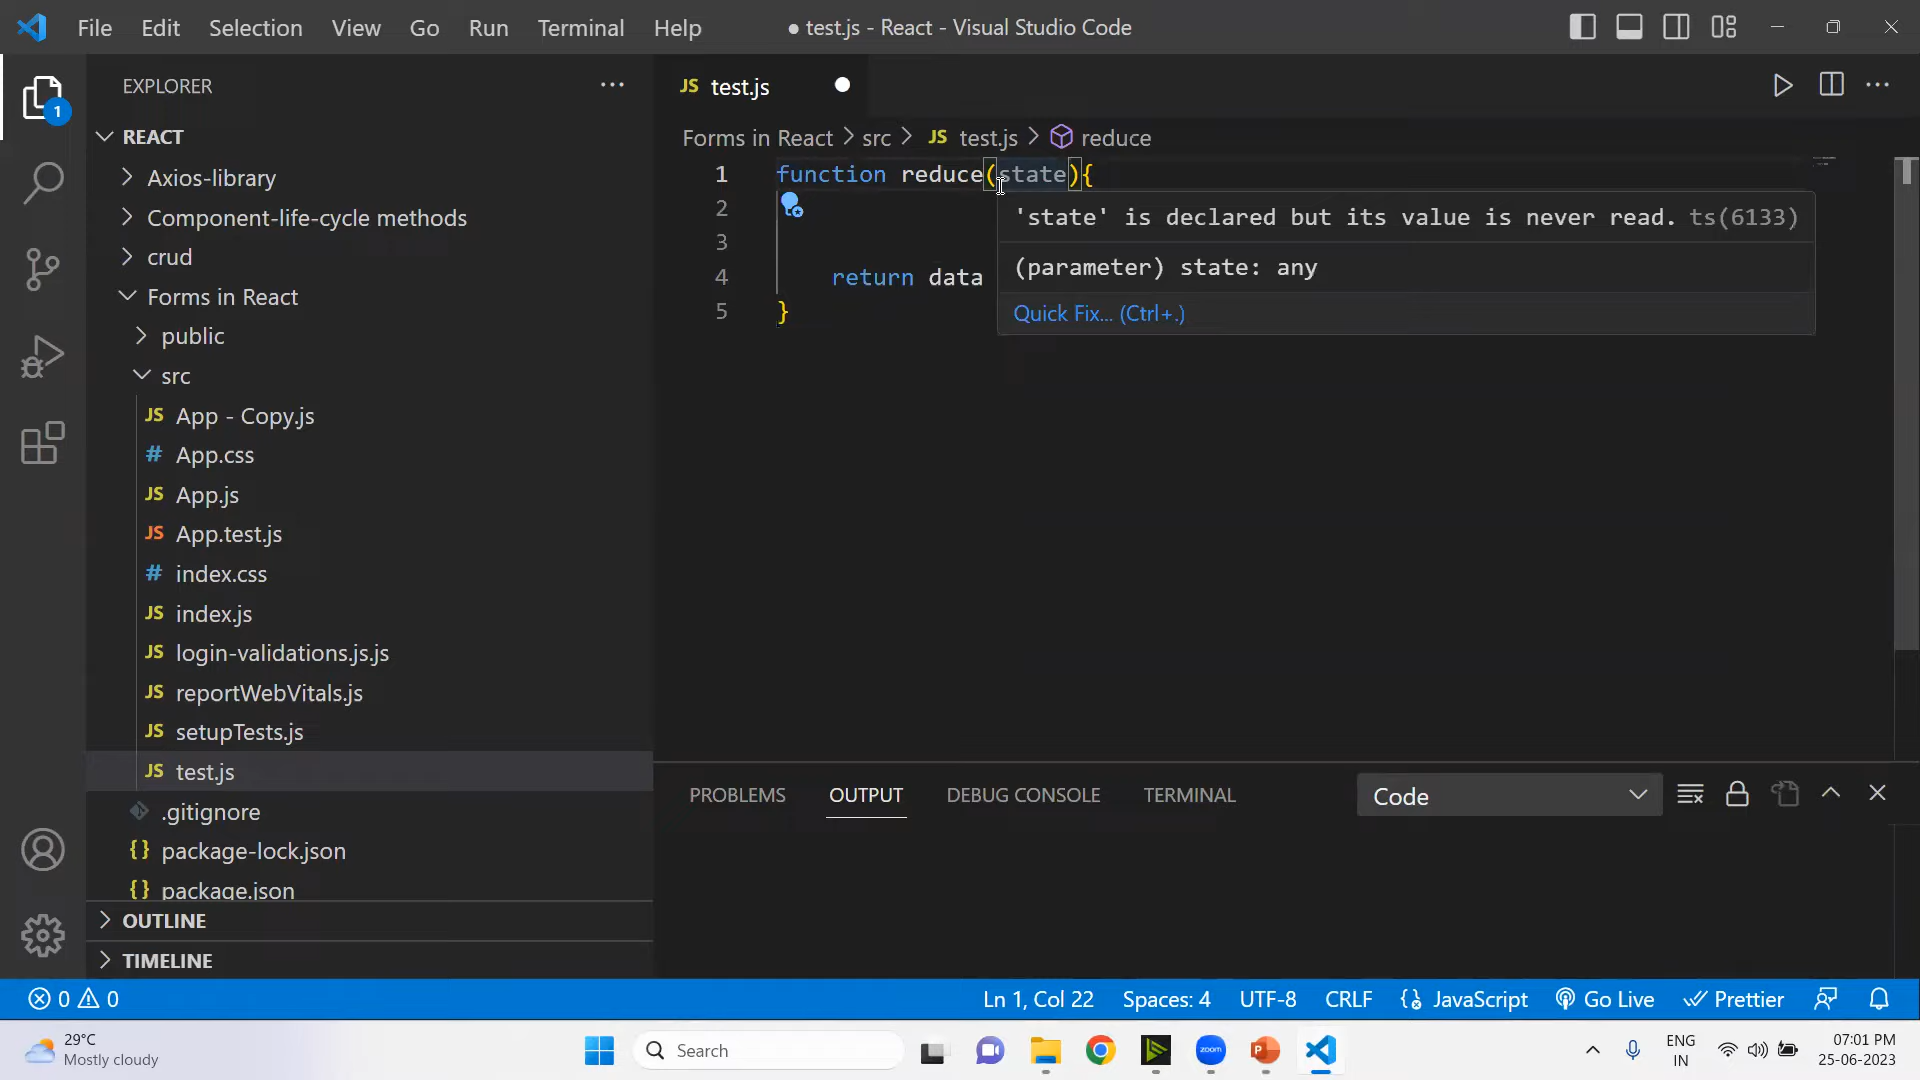 File Edit Selection View Go Run Terminal Help
● test.js - React - Visual Studio Code
EXPLORER
REACT
Axios-library
Component-life-cycle methods
crud
Forms in React
public
src
JS App - Copy.js
# App.css
JS App.js
JS App.test.js
# index.css
JS index.js
JS login-validations.js.js
JS reportWebVitals.js
JS setupTests.js
JS test.js
.gitignore
{} package-lock.json
{} package.json
OUTLINE
TIMELINE
1
JS test.js
Forms in React > src > JS test.js > reduce
1 function reduce(state){
2
3
4 return data
5 }
'state' is declared but its value is never read. ts(6133)
(parameter) state: any
Quick Fix... (Ctrl+.)
PROBLEMS OUTPUT DEBUG CONSOLE TERMINAL Code
0 0 Ln 1, Col 22 Spaces: 4 UTF-8 CRLF {} JavaScript Go Live Prettier
29°C
Mostly cloudy
Search
zoom
P
ENG
IN
07:01 PM
25-06-2023